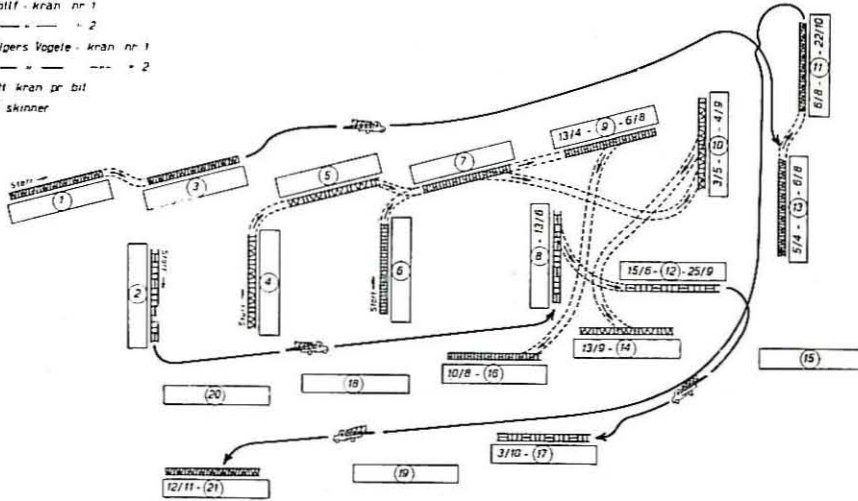 kran nr 1
" 2
Vögele - kran nr 1
" " 2
kran pr bil
skinner
Start
1
3
5
7
13/4 - 9 - 6/8
3/5 - 10 - 4/9
6/8 - 11 - 22/10
5/4 - 13 - 6/8
2
Start
4
Start
6
Start
8 - 13/6
15/6 - 12 - 25/9
13/9 - 14
10/8 - 16
15
18
20
3/10 - 17
19
12/11 - 21